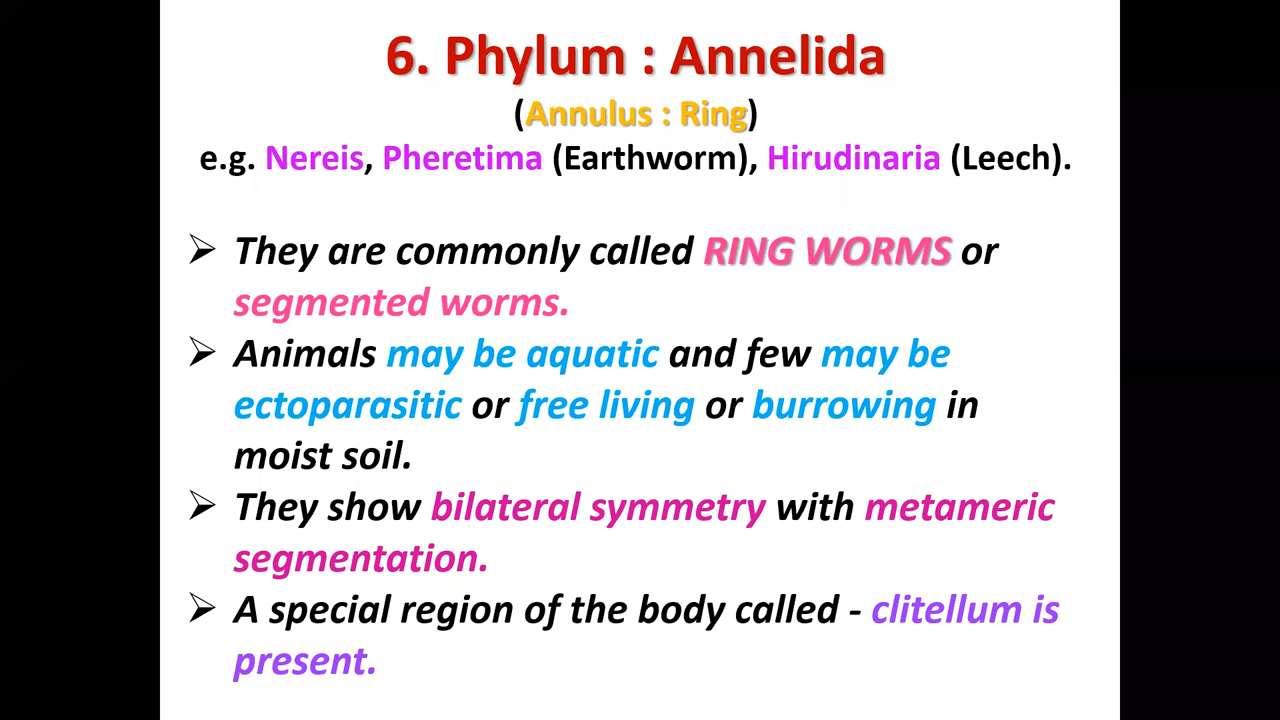 6. Phylum : Annelida
(Annulus : Ring)
e.g. Nereis, Pheretima (Earthworm), Hirudinaria (Leech).
➢ They are commonly called RING WORMS or
segmented worms.
➢ Animals may be aquatic and few may be
ectoparasitic or free living or burrowing in
moist soil.
➢ They show bilateral symmetry with metameric
segmentation.
➢ A special region of the body called - clitellum is
present.